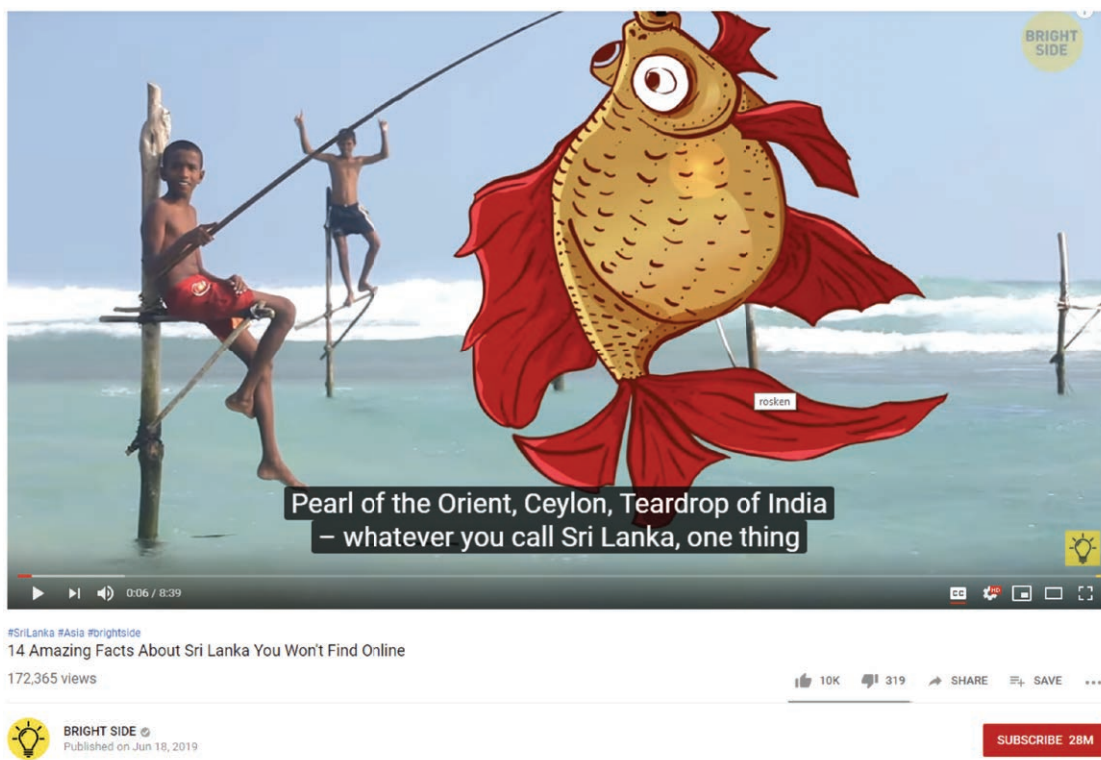 BRIGHT
SIDE
rosken
Pearl of the Orient, Ceylon, Teardrop of India
– whatever you call Sri Lanka, one thing
0:06 / 8:39
CC
HD
#SriLanka #Asia #brightside
14 Amazing Facts About Sri Lanka You Won't Find Online
172,365 views
10K 319 SHARE SAVE
BRIGHT SIDE
Published on Jun 18, 2019
SUBSCRIBE 28M